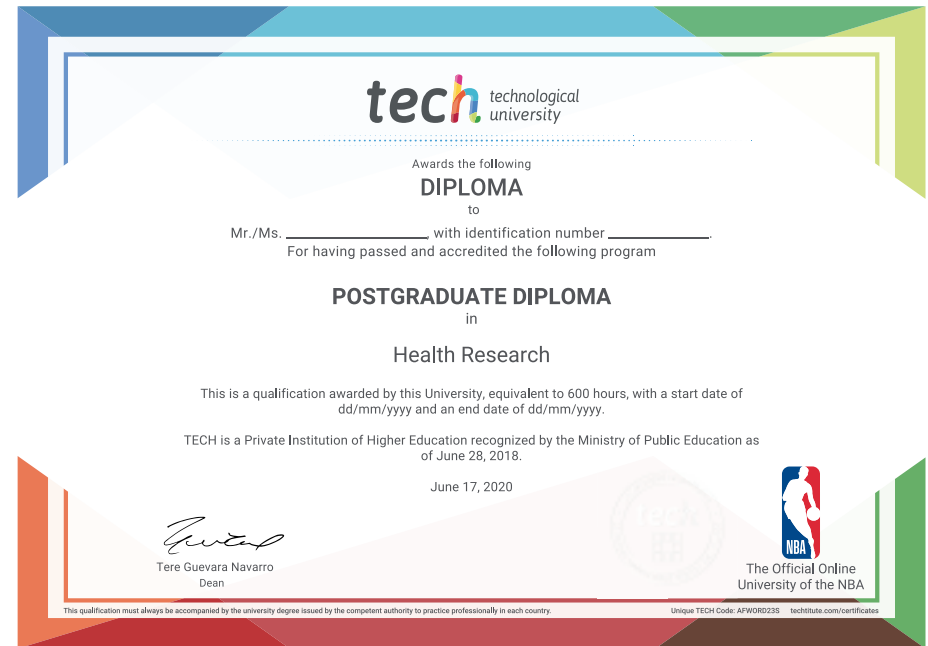 tech technological
university
Awards the following
DIPLOMA
to
Mr./Ms. ____________, with identification number ____________.
For having passed and accredited the following program
POSTGRADUATE DIPLOMA
in
Health Research
This is a qualification awarded by this University, equivalent to 600 hours, with a start date of
dd/mm/yyyy and an end date of dd/mm/yyyy.
TECH is a Private Institution of Higher Education recognized by the Ministry of Public Education as
of June 28, 2018.
June 17, 2020
Tere Guevara Navarro
Dean
NBA
The Official Online
University of the NBA
This qualification must always be accompanied by the university degree issued by the competent authority to practice professionally in each country.
Unique TECH Code: AFWORD23S techtitute.com/certificates